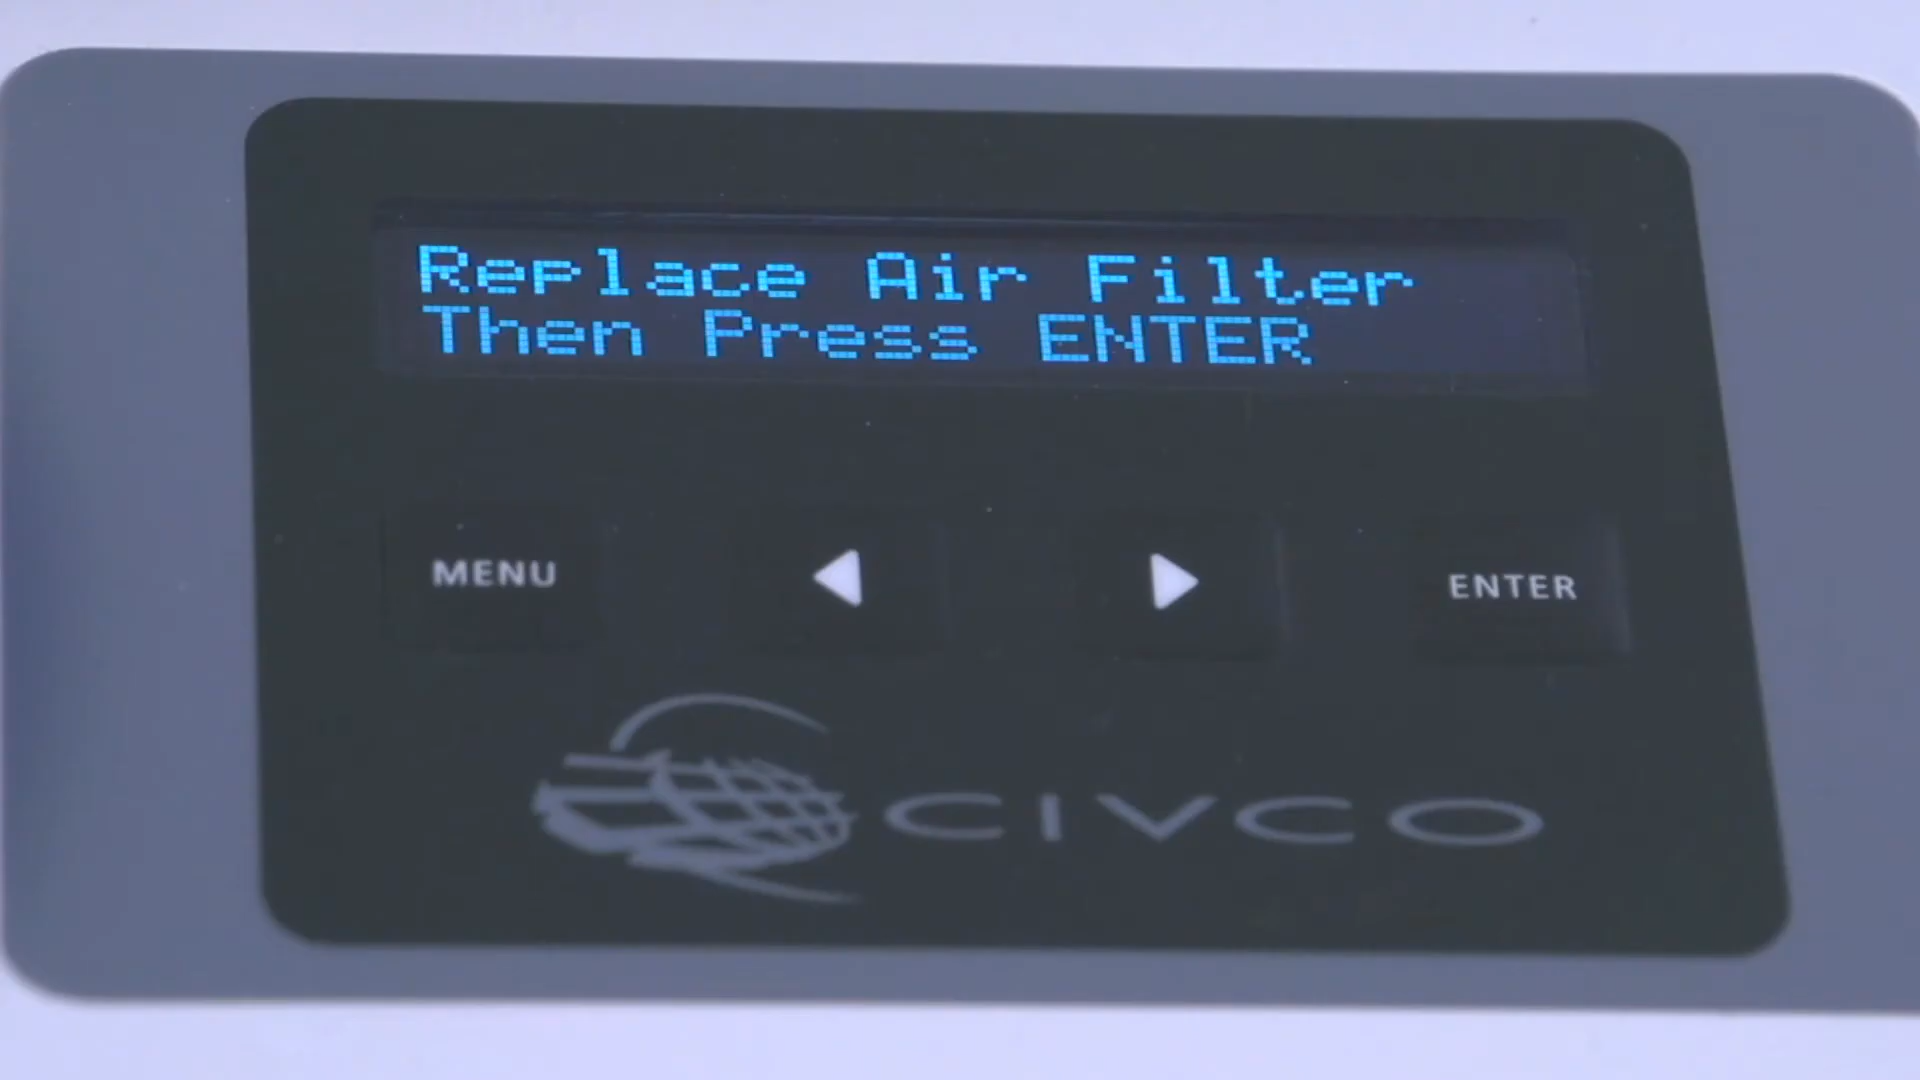 Replace Air Filter
Then Press ENTER
MENU
ENTER
CIVCO